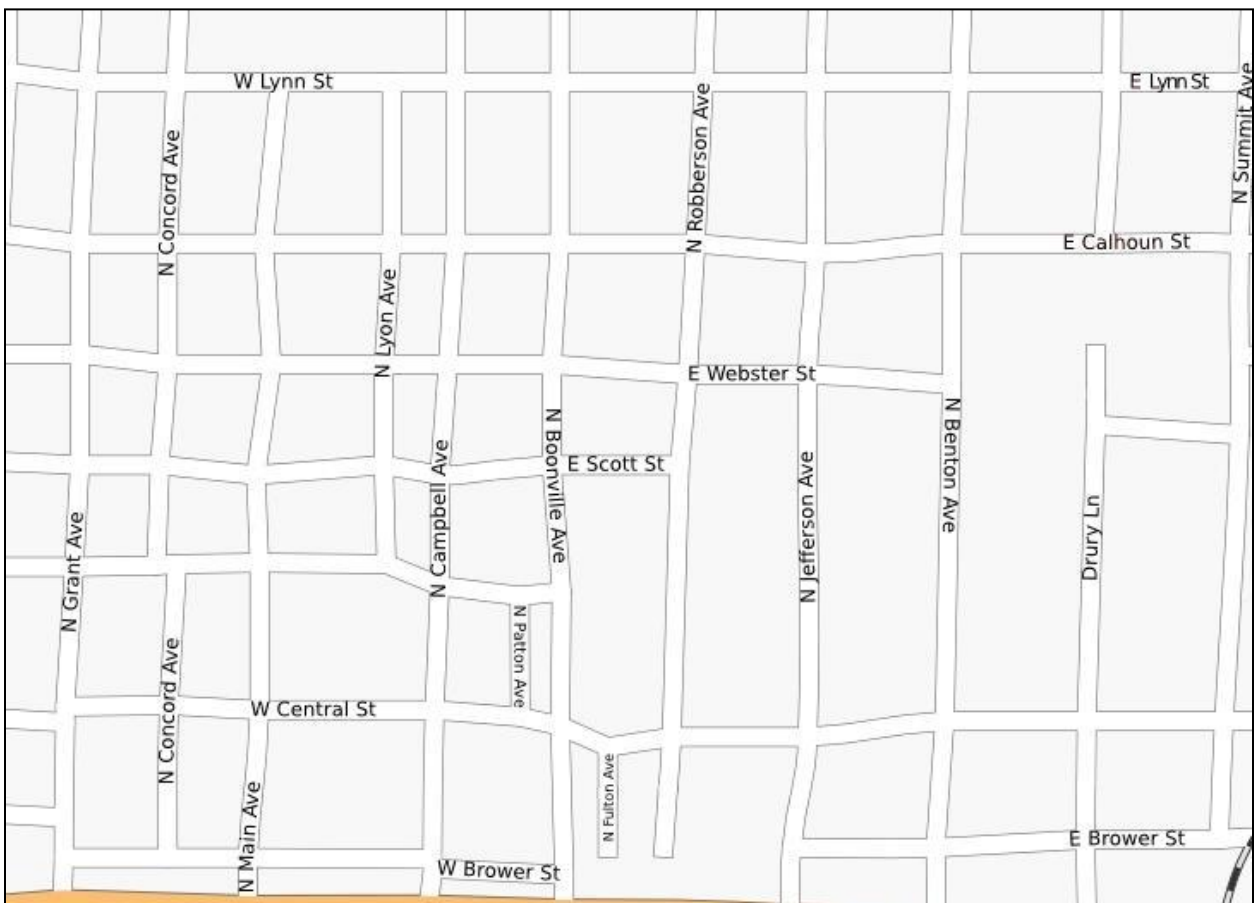 W Lynn St
E Lynn St
N Summit Ave
N Robberson Ave
N Concord Ave
E Calhoun St
N Lyon Ave
E Webster St
N Benton Ave
N Boonville Ave
N Campbell Ave
E Scott St
N Jefferson Ave
Drury Ln
N Grant Ave
N Patton Ave
N Concord Ave
W Central St
N Fulton Ave
N Main Ave
E Brower St
W Brower St